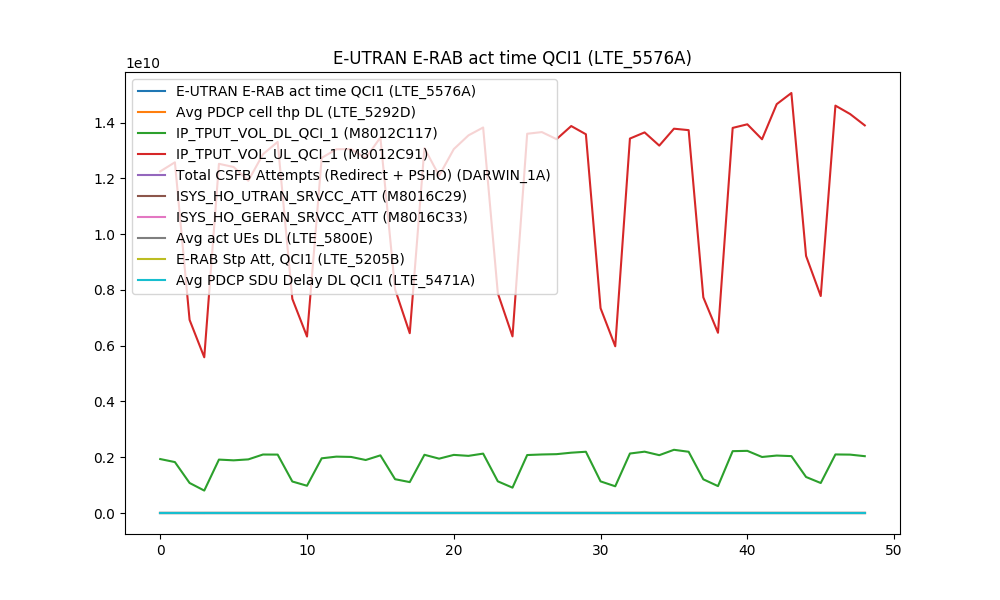 E-UTRAN E-RAB act time QCI1 (LTE_5576A)
1e10
E-UTRAN E-RAB act time QCI1 (LTE_5576A)
Avg PDCP cell thp DL (LTE_5292D)
IP_TPUT_VOL_DL_QCI_1 (M8012C117)
IP_TPUT_VOL_UL_QCI_1 (M8012C91)
Total CSFB Attempts (Redirect + PSHO) (DARWIN_1A)
ISYS_HO_UTRAN_SRVCC_ATT (M8016C29)
ISYS_HO_GERAN_SRVCC_ATT (M8016C33)
Avg act UEs DL (LTE_5800E)
E-RAB Stp Att, QCI1 (LTE_5205B)
Avg PDCP SDU Delay DL QCI1 (LTE_5471A)
1.4
1.2
1.0
0.8
0.6
0.4
0.2
0.0
0 10 20 30 40 50